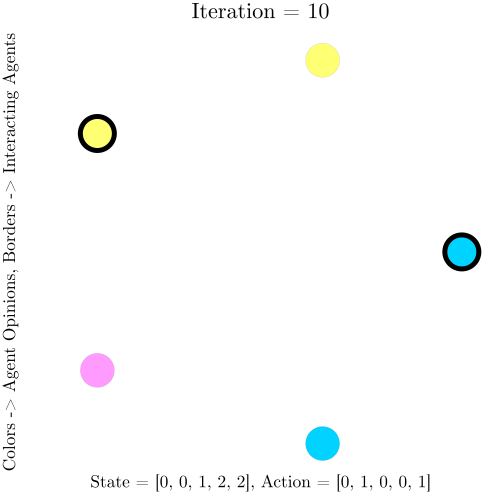 Iteration = 10
Colors -> Agent Opinions, Borders -> Interacting Agents
State = [0, 0, 1, 2, 2], Action = [0, 1, 0, 0, 1]